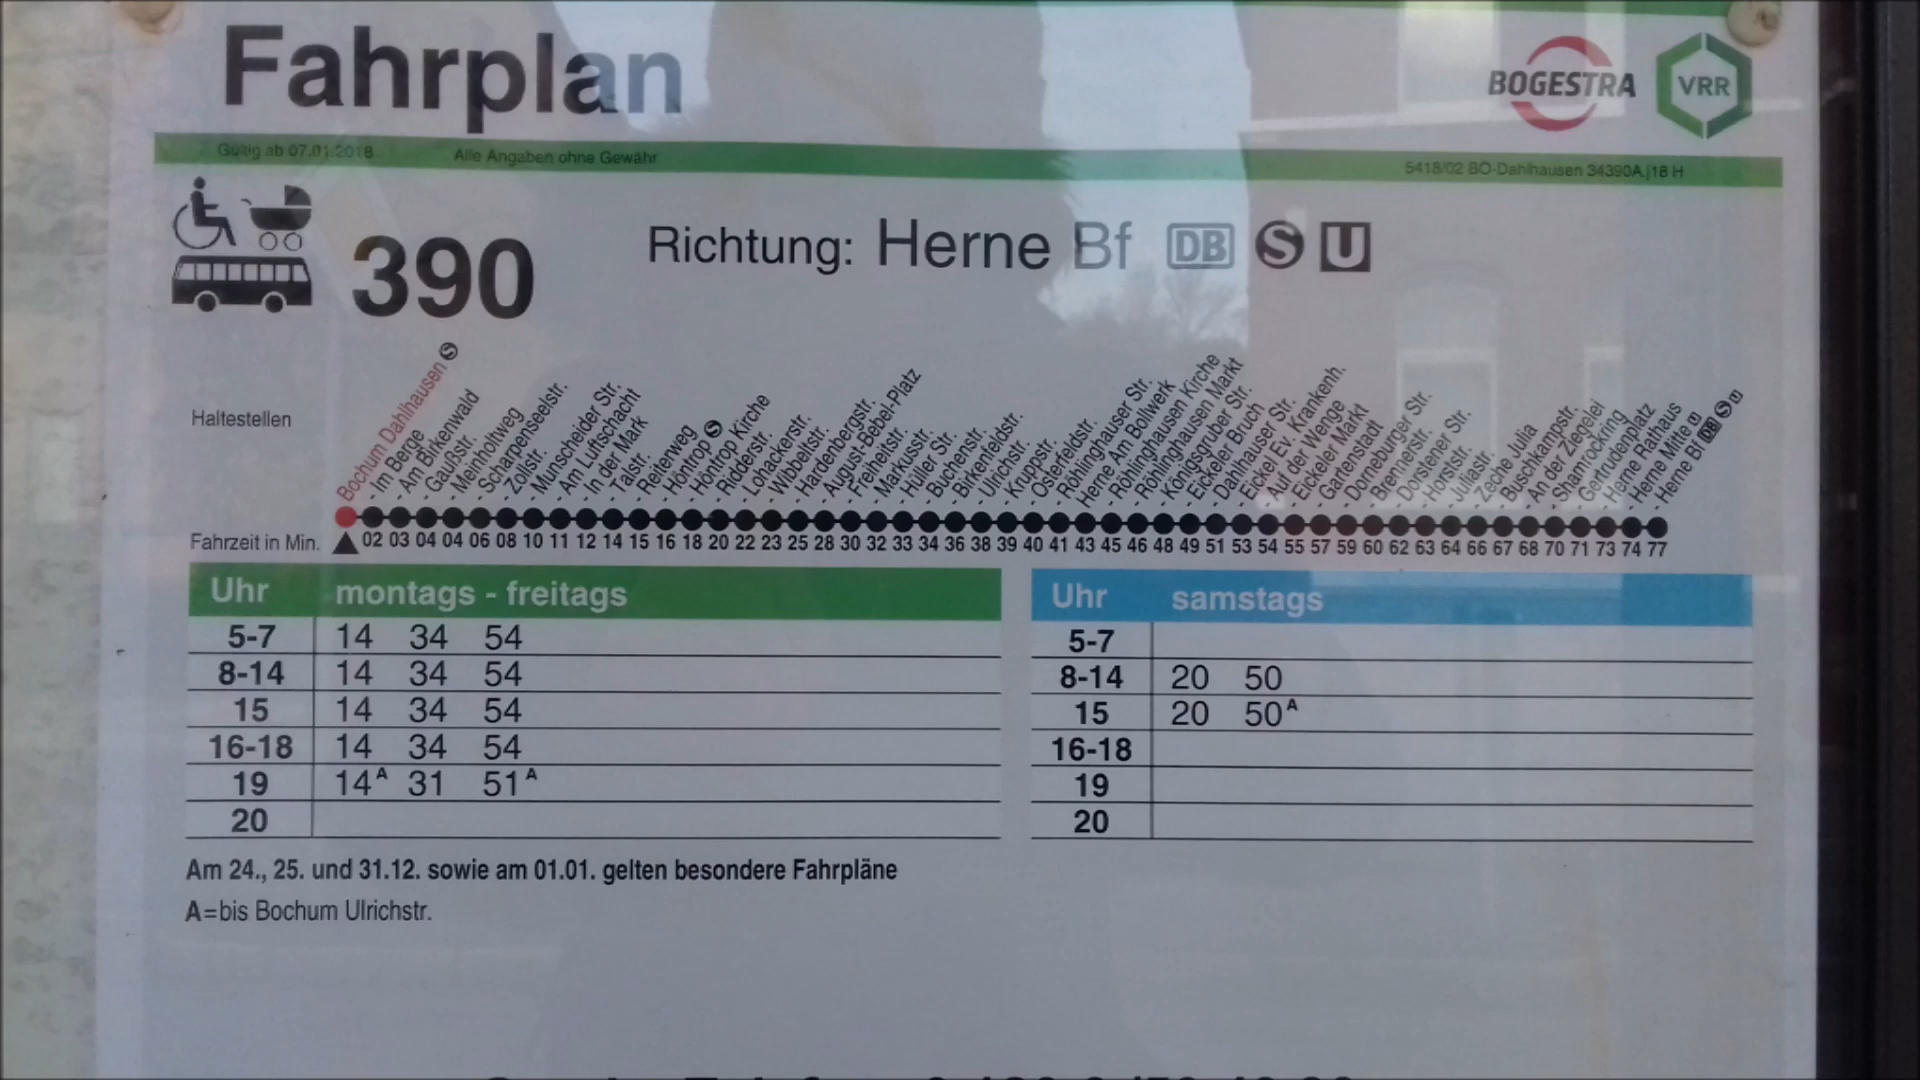 Fahrplan
BOGESTRA
VRR
Gültig ab 07.01.2018 Alle Angaben ohne Gewähr 5418/02 BO-Dahlhausen 34390A.j18 H
390 Richtung: Herne Bf DB S U
Haltestellen
Bochum Dahlhausen S
- Im Berge
- Am Birkenwald
- Gaußstr.
- Meinholtweg
- Scharpenseelstr.
- Zollstr.
- Munscheider Str.
- Am Luftschacht
- In der Mark
- Talstr.
- Reiterweg
- Höntrop S
- Höntrop Kirche
- Ridderstr.
- Lohackerstr.
- Wibbeltstr.
- Hardenbergstr.
- August-Bebel-Platz
- Freiheitstr.
- Markusstr.
- Hüller Str.
- Buchenstr.
- Birkenfeldstr.
- Ulrichstr.
- Kruppstr.
- Osterfeldstr.
- Röhlinghauser Str.
- Herne Am Bollwerk
- Röhlinghausen Kirche
- Röhlinghausen Markt
- Königsgruber Str.
- Eickeler Bruch
- Dahlhauser Str.
- Eickel Ev. Krankenh.
- Auf der Wenge
- Eickeler Markt
- Gartenstadt
- Dorneburger Str.
- Brennerstr.
- Dorstener Str.
- Horststr.
- Juliastr.
- Zeche Julia
- Buschkampstr.
- An der Ziegelei
- Shamrockring
- Gertrudenplatz
- Herne Rathaus
- Herne Mitte U
- Herne Bf DB S U
Fahrzeit in Min. 02 03 04 04 06 08 10 11 12 14 15 16 18 20 22 23 25 28 30 32 33 34 36 38 39 40 41 43 45 46 48 49 51 53 54 55 57 59 60 62 63 64 66 67 68 70 71 73 74 77
Uhr montags - freitags
5-7 14 34 54
8-14 14 34 54
15 14 34 54
16-18 14 34 54
19 14A 31 51A
20
Uhr samstags
5-7
8-14 20 50
15 20 50A
16-18
19
20
Am 24., 25. und 31.12. sowie am 01.01. gelten besondere Fahrpläne
A=bis Bochum Ulrichstr.